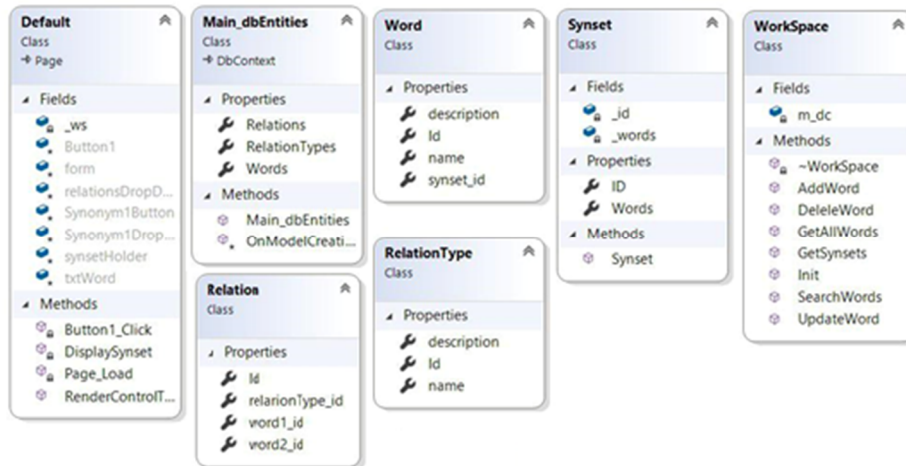 Default
Class
Page
Fields
_ws
Button1
form
relationsDropD...
Synonym1Button
Synonym1Drop...
synsetHolder
txtWord
Methods
Button1_Click
DisplaySynset
Page_Load
RenderControlT...
Main_dbEntities
Class
DbContext
Properties
Relations
RelationTypes
Words
Methods
Main_dbEntities
OnModelCreati...
Relation
Class
Properties
Id
relarionType_id
word1_id
word2_id
Word
Class
Properties
description
Id
name
synset_id
RelationType
Class
Properties
description
Id
name
Synset
Class
Fields
_id
_words
Properties
ID
Words
Methods
Synset
WorkSpace
Class
Fields
m_dc
Methods
~WorkSpace
AddWord
DeleleWord
GetAllWords
GetSynsets
Init
SearchWords
UpdateWord